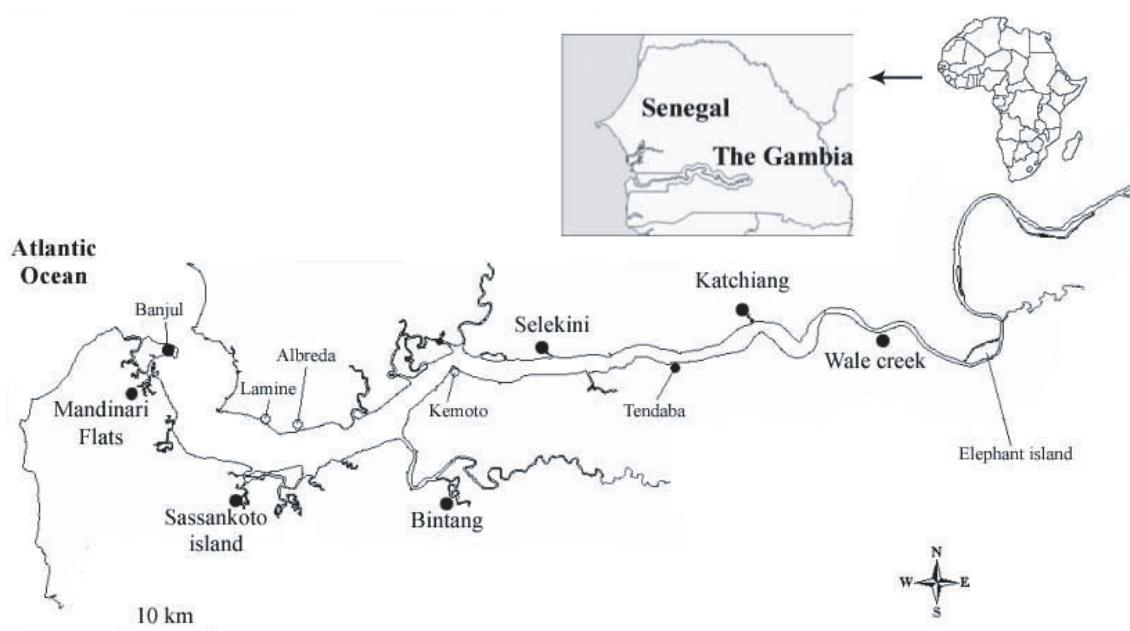 Senegal
The Gambia
Atlantic
Ocean
Banjul
Katchiang
Selekini
Albreda
Lamine
Wale creek
Mandinari
Flats
Kemoto
Tendaba
Elephant island
Sassankoto
island
Bintang
N
W E
S
10 km